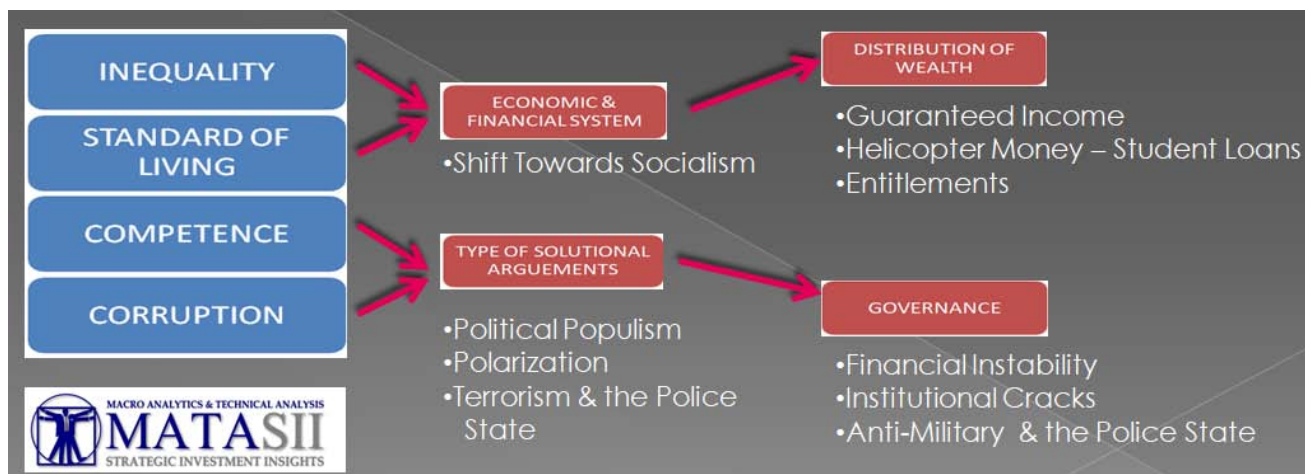 INEQUALITY
STANDARD OF
LIVING
COMPETENCE
CORRUPTION
MACRO ANALYTICS & TECHNICAL ANALYSIS
MATASII
STRATEGIC INVESTMENT INSIGHTS
ECONOMIC &
FINANCIAL SYSTEM
•Shift Towards Socialism
TYPE OF SOLUTIONAL
ARGUEMENTS
•Political Populism
•Polarization
•Terrorism & the Police
State
DISTRIBUTION OF
WEALTH
•Guaranteed Income
•Helicopter Money – Student Loans
•Entitlements
GOVERNANCE
•Financial Instability
•Institutional Cracks
•Anti-Military & the Police State